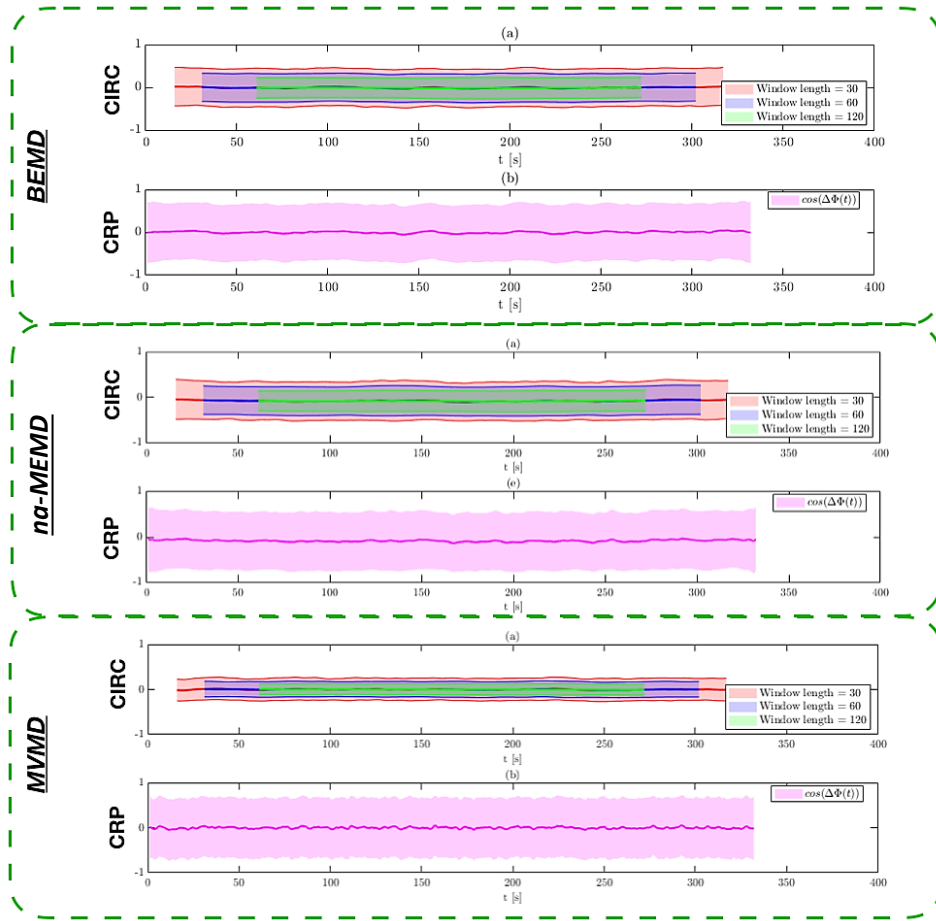 BEMD
(a)
CIRC
1
0
-1
Window length = 30
Window length = 60
Window length = 120
0 50 100 150 200 250 300 350 400
t [s]
(b)
CRP
1
0
-1
cos(ΔΦ(t))
0 50 100 150 200 250 300 350 400
t [s]
na-MEMD
(a)
CIRC
1
0
-1
Window length = 30
Window length = 60
Window length = 120
0 50 100 150 200 250 300 350 400
t [s]
(e)
CRP
1
0
-1
cos(ΔΦ(t))
0 50 100 150 200 250 300 350 400
t [s]
MVMD
(a)
CIRC
1
0
-1
Window length = 30
Window length = 60
Window length = 120
0 50 100 150 200 250 300 350 400
t [s]
(b)
CRP
1
0
-1
cos(ΔΦ(t))
0 50 100 150 200 250 300 350 400
t [s]